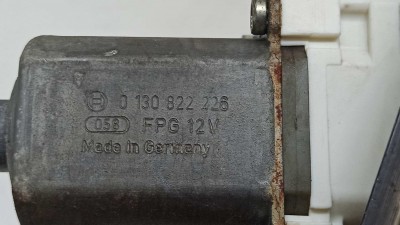 0 130 822 226
058 FPG 12V
Made in Germany